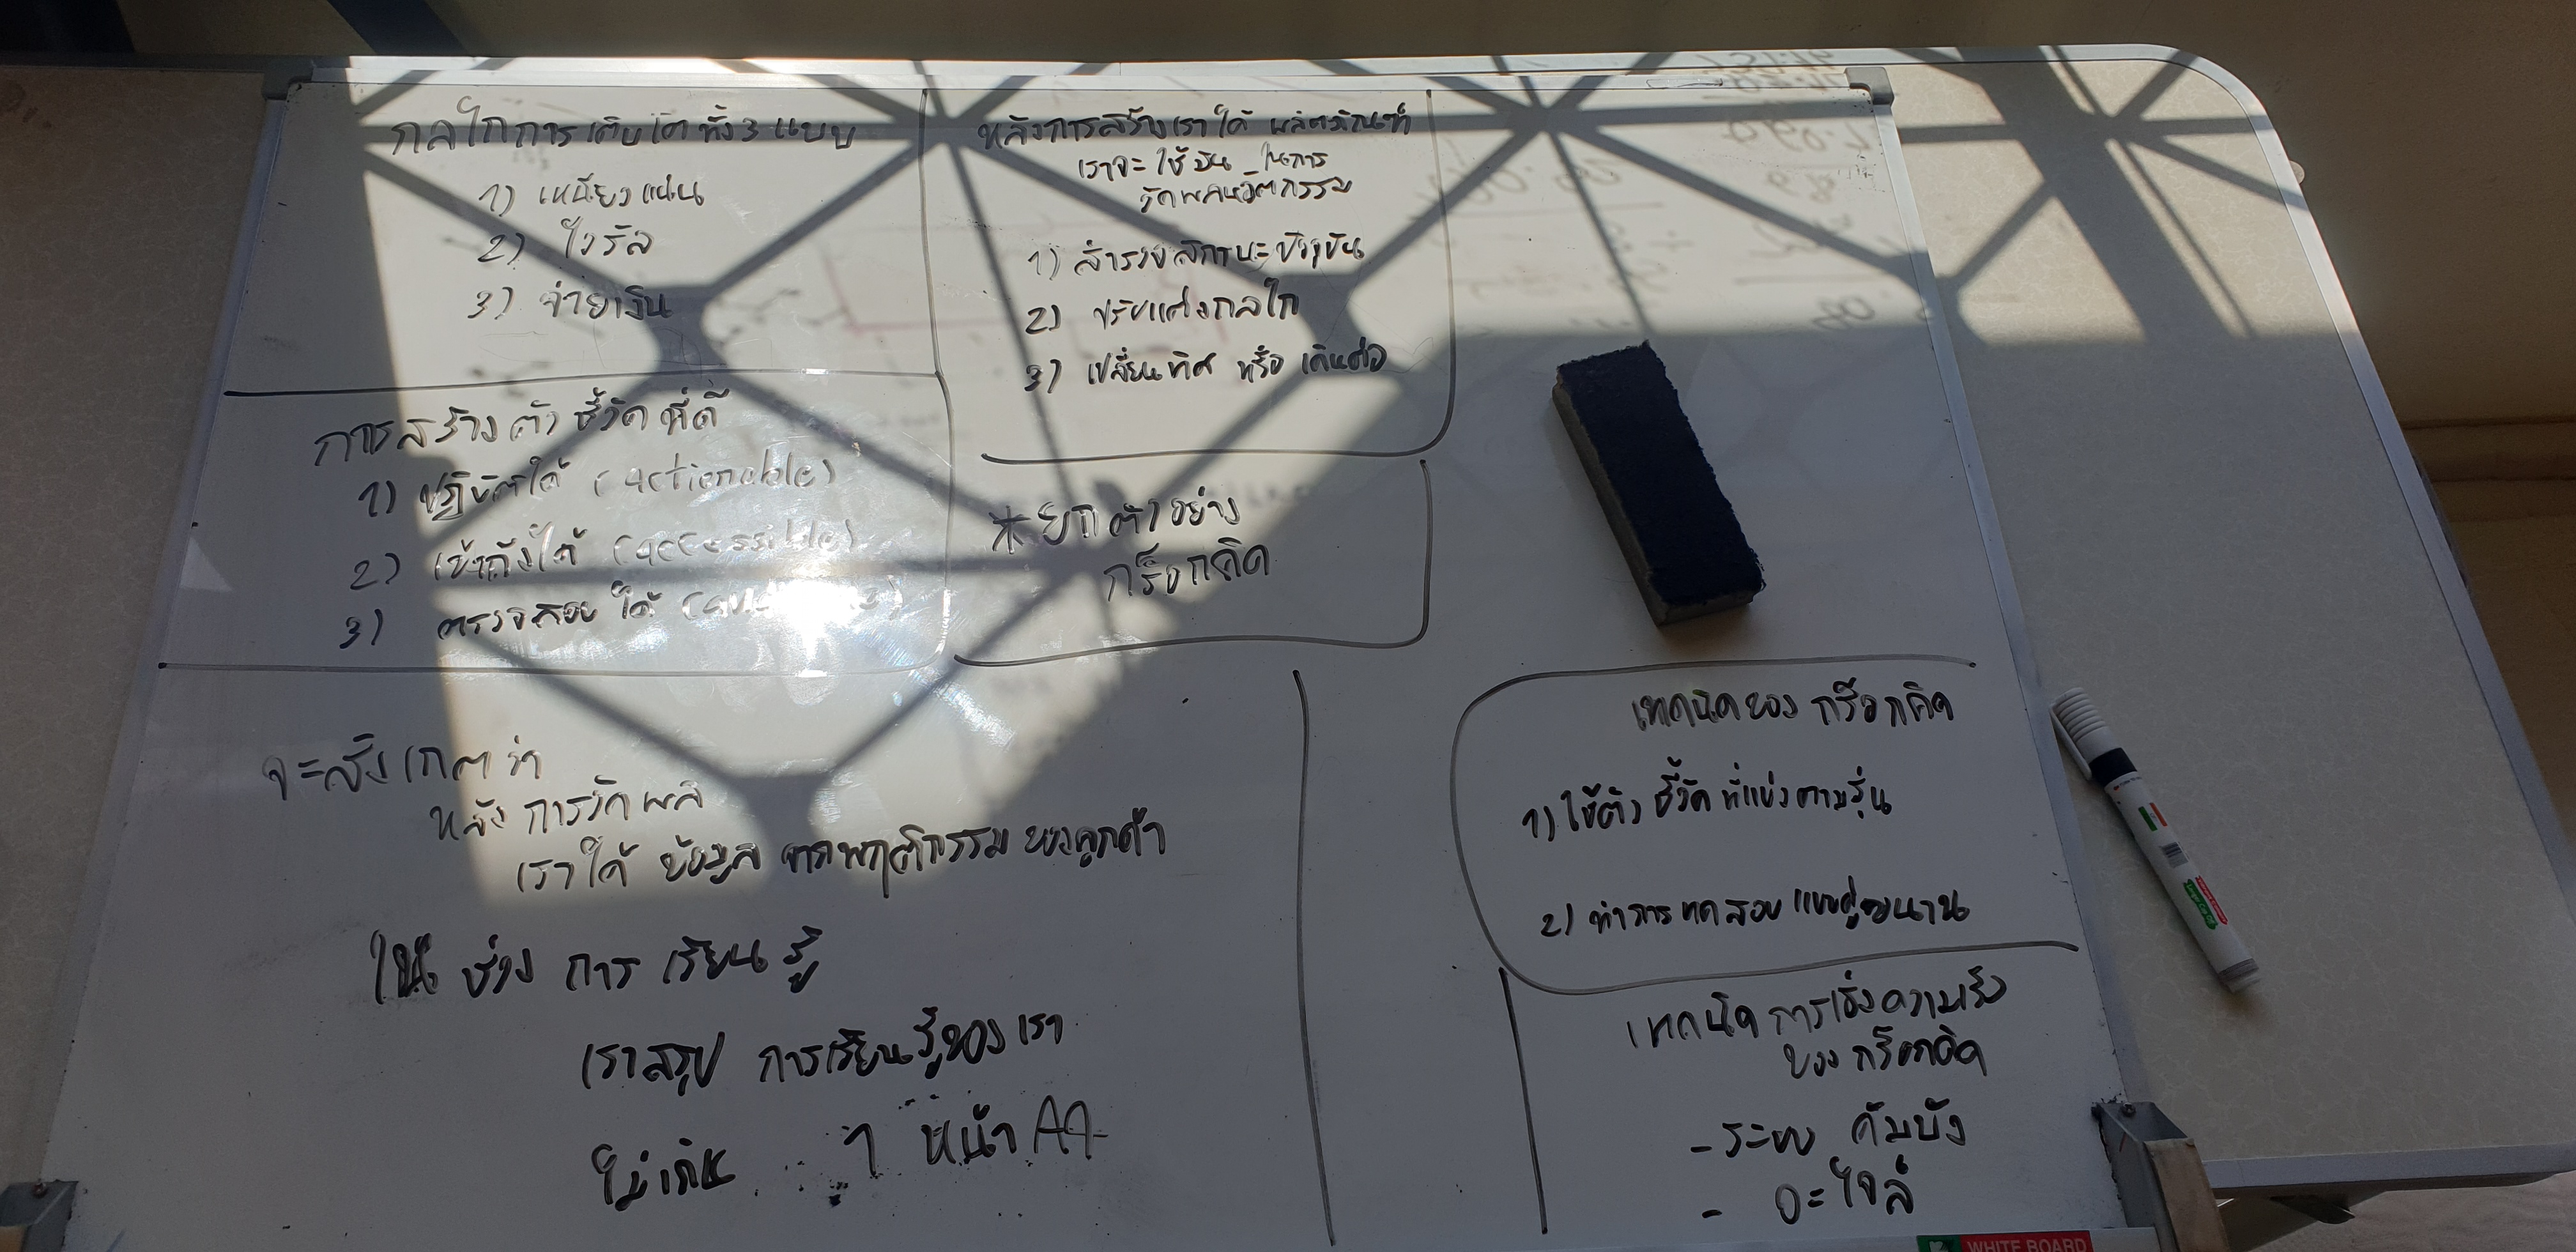 กลไกการเติบโตทั้ง 3 แบบ
1) เหนียวแน่น
2) ไวรัล
3) จ่ายเงิน
หลังการสร้างเราได้ ผลิตภัณฑ์
เราจะ ใช้มัน ในการ
วัดผลนวัตกรรม
1) สำรวจสถานะปัจจุบัน
2) ปรับแต่งกลไก
3) เปลี่ยนทิศ หรือ เดินต่อ
การสร้าง ตัวชี้วัด ที่ดี
1) ปฏิบัติได้ (actionable)
2) เข้าถึงได้ (accessible)
3) ตรวจสอบ ได้
* ยกตัวอย่าง
กร็อกคิต
จะสังเกตว่า
หลัง การวัดผล
เราได้ ข้อมูล จากพฤติกรรม ของลูกค้า
ใน ช่วง การ เรียนรู้
เราสรุป การเรียนรู้ของ เรา
ไม่เกิน 1 หน้า A4
เทคนิคของ กร็อกคิต
1) ใช้ตัวชี้วัด ที่แบ่งตามรุ่น
2) ทำการทดสอบ แบบคู่ขนาน
เทคนิค การเร่งความเร็ว
ของ กร็อกคิต
- ระบบ คัมบัง
- อะไจล์
WHITE BOARD